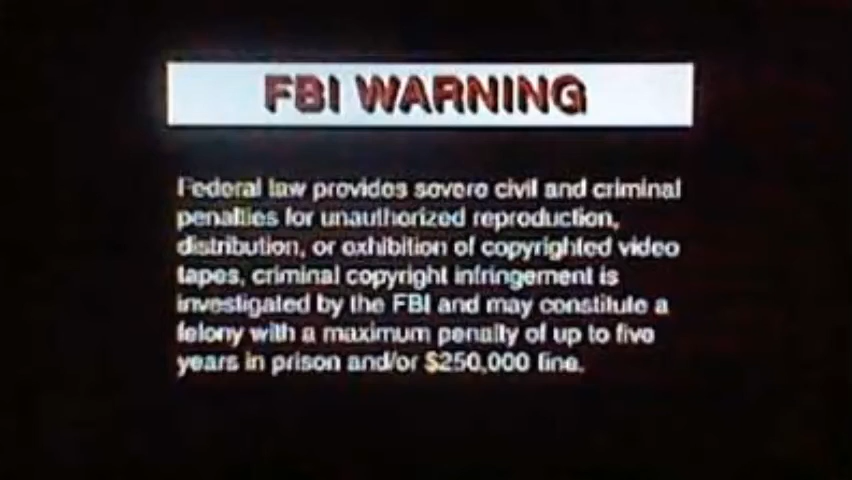 FBI WARNING
Federal law provides severe civil and criminal
penalties for unauthorized reproduction,
distribution, or exhibition of copyrighted video
tapes, criminal copyright infringement is
investigated by the FBI and may constitute a
felony with a maximum penalty of up to five
years in prison and/or $250,000 fine.